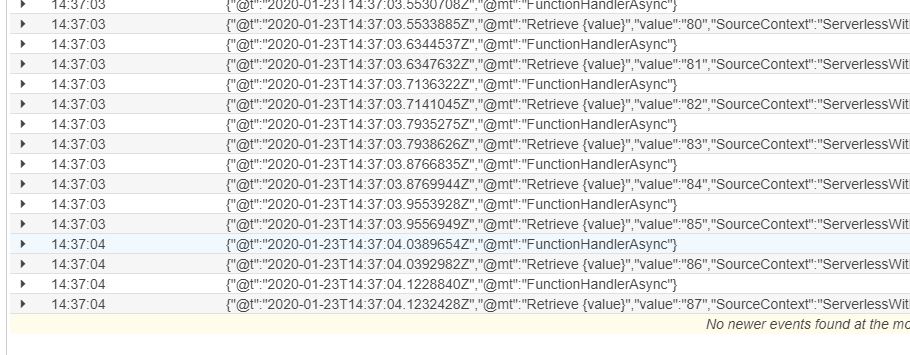 14:37:03 {"@t":"2020-01-23T14:37:03.5530708Z","@mt":"FunctionHandlerAsync"}
14:37:03 {"@t":"2020-01-23T14:37:03.5533885Z","@mt":"Retrieve {value}","value":"80","SourceContext":"ServerlessWit
14:37:03 {"@t":"2020-01-23T14:37:03.6344537Z","@mt":"FunctionHandlerAsync"}
14:37:03 {"@t":"2020-01-23T14:37:03.6347632Z","@mt":"Retrieve {value}","value":"81","SourceContext":"ServerlessWit
14:37:03 {"@t":"2020-01-23T14:37:03.7136322Z","@mt":"FunctionHandlerAsync"}
14:37:03 {"@t":"2020-01-23T14:37:03.7141045Z","@mt":"Retrieve {value}","value":"82","SourceContext":"ServerlessWit
14:37:03 {"@t":"2020-01-23T14:37:03.7935275Z","@mt":"FunctionHandlerAsync"}
14:37:03 {"@t":"2020-01-23T14:37:03.7938626Z","@mt":"Retrieve {value}","value":"83","SourceContext":"ServerlessWit
14:37:03 {"@t":"2020-01-23T14:37:03.8766835Z","@mt":"FunctionHandlerAsync"}
14:37:03 {"@t":"2020-01-23T14:37:03.8769944Z","@mt":"Retrieve {value}","value":"84","SourceContext":"ServerlessWit
14:37:03 {"@t":"2020-01-23T14:37:03.9553928Z","@mt":"FunctionHandlerAsync"}
14:37:03 {"@t":"2020-01-23T14:37:03.9556949Z","@mt":"Retrieve {value}","value":"85","SourceContext":"ServerlessWit
14:37:04 {"@t":"2020-01-23T14:37:04.0389654Z","@mt":"FunctionHandlerAsync"}
14:37:04 {"@t":"2020-01-23T14:37:04.0392982Z","@mt":"Retrieve {value}","value":"86","SourceContext":"ServerlessWit
14:37:04 {"@t":"2020-01-23T14:37:04.1228840Z","@mt":"FunctionHandlerAsync"}
14:37:04 {"@t":"2020-01-23T14:37:04.1232428Z","@mt":"Retrieve {value}","value":"87","SourceContext":"ServerlessWit
No newer events found at the mo